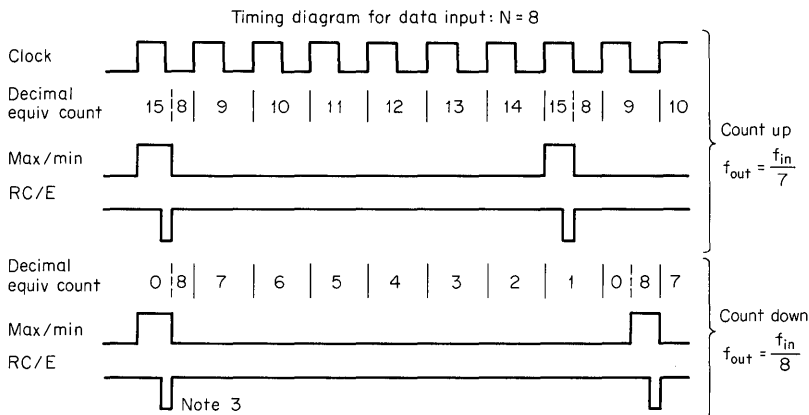 Timing diagram for data input: N = 8
Clock
Decimal
equiv count
15 8 9 10 11 12 13 14 15 8 9 10
Max/min
RC/E
Count up
f_out = f_in / 7
Decimal
equiv count
0 8 7 6 5 4 3 2 1 0 8 7
Max/min
RC/E
Note 3
Count down
f_out = f_in / 8